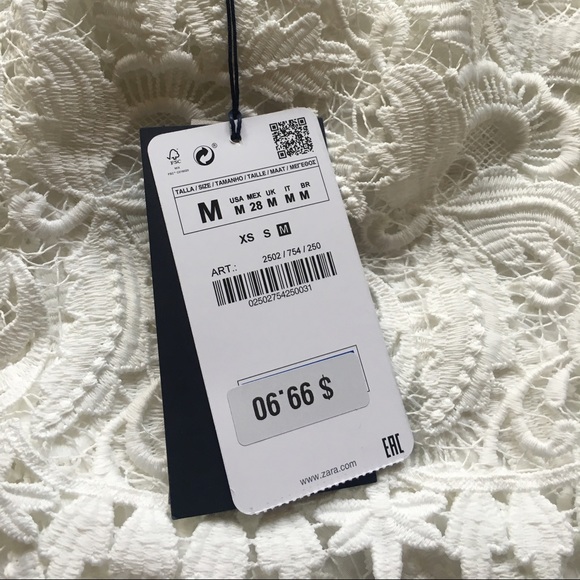 FSC
TALLA / SIZE / TAMANHO / TAILLE / MAAT / ΜΕΓΕΘΟΣ
M
USA MEX UK IT BR
M 28 M M M
XS S M
ART.: 2502 / 754 / 250
02502754250031
$ 99.90
EAC
www.zara.com